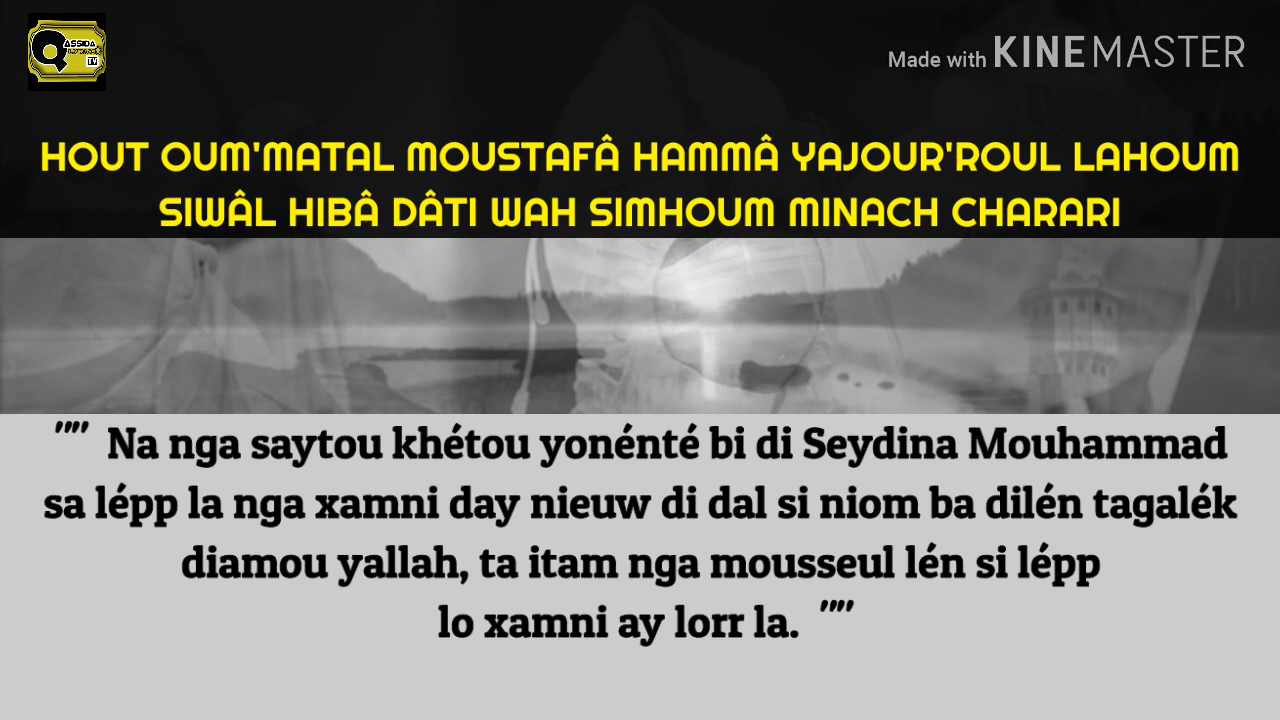 QASSIDA
TV
Made with KINEMASTER
HOUT OUM'MATAL MOUSTAFÂ HAMMÂ YAJOUR'ROUL LAHOUM
SIWÂL HIBÂ DÂTI WAH SIMHOUM MINACH CHARARI
"" Na nga saytou khétou yonénté bi di Seydina Mouhammad
sa lépp la nga xamni day nieuw di dal si niom ba dilén tagalék
diamou yallah, ta itam nga mousseul lén si lépp
lo xamni ay lorr la. ""